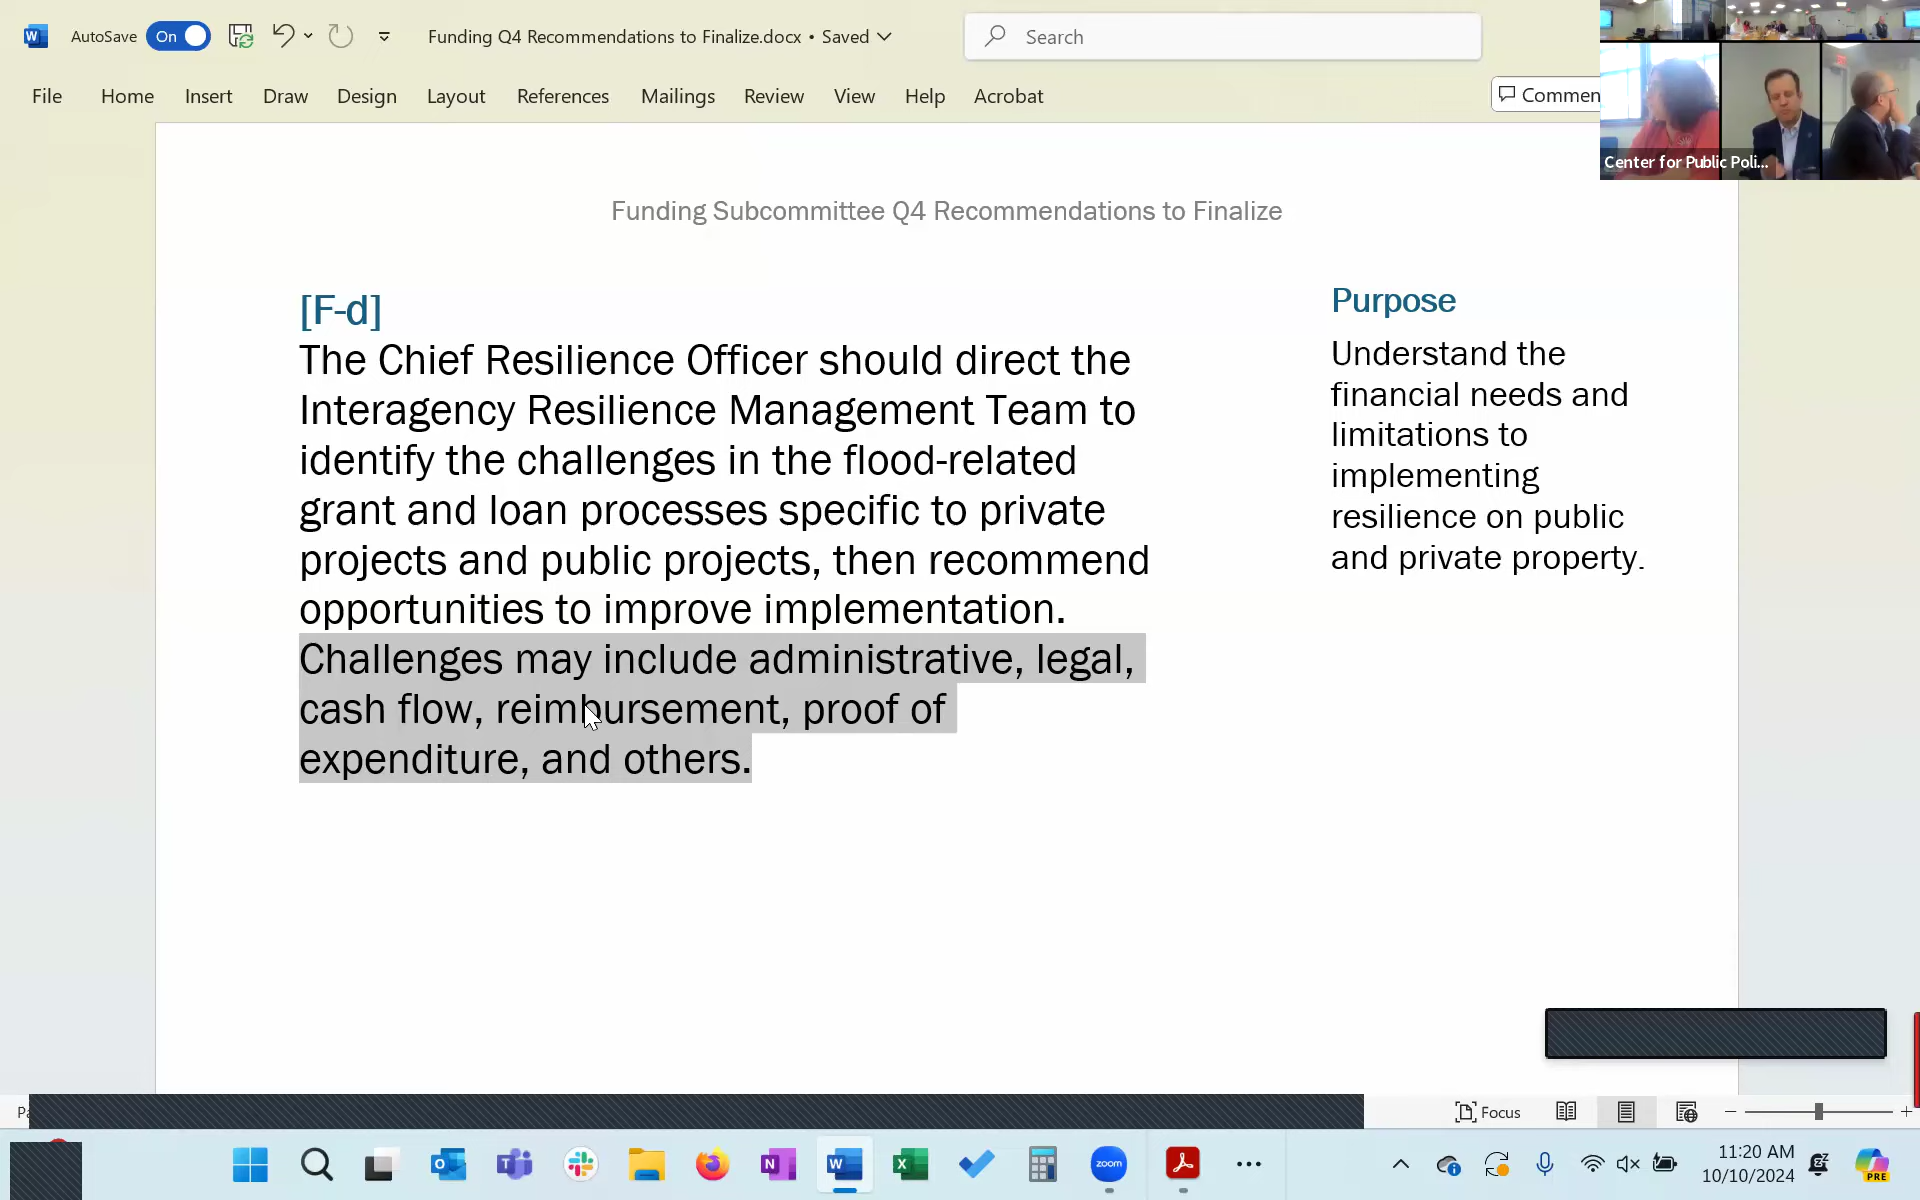 AutoSave On Funding Q4 Recommendations to Finalize.docx • Saved Search
File Home Insert Draw Design Layout References Mailings Review View Help Acrobat Commen
Center for Public Poli...
Funding Subcommittee Q4 Recommendations to Finalize
[F-d]
The Chief Resilience Officer should direct the
Interagency Resilience Management Team to
identify the challenges in the flood-related
grant and loan processes specific to private
projects and public projects, then recommend
opportunities to improve implementation.
Challenges may include administrative, legal,
cash flow, reimbursement, proof of
expenditure, and others.
Purpose
Understand the
financial needs and
limitations to
implementing
resilience on public
and private property.
Focus
zoom
11:20 AM
10/10/2024
PRE